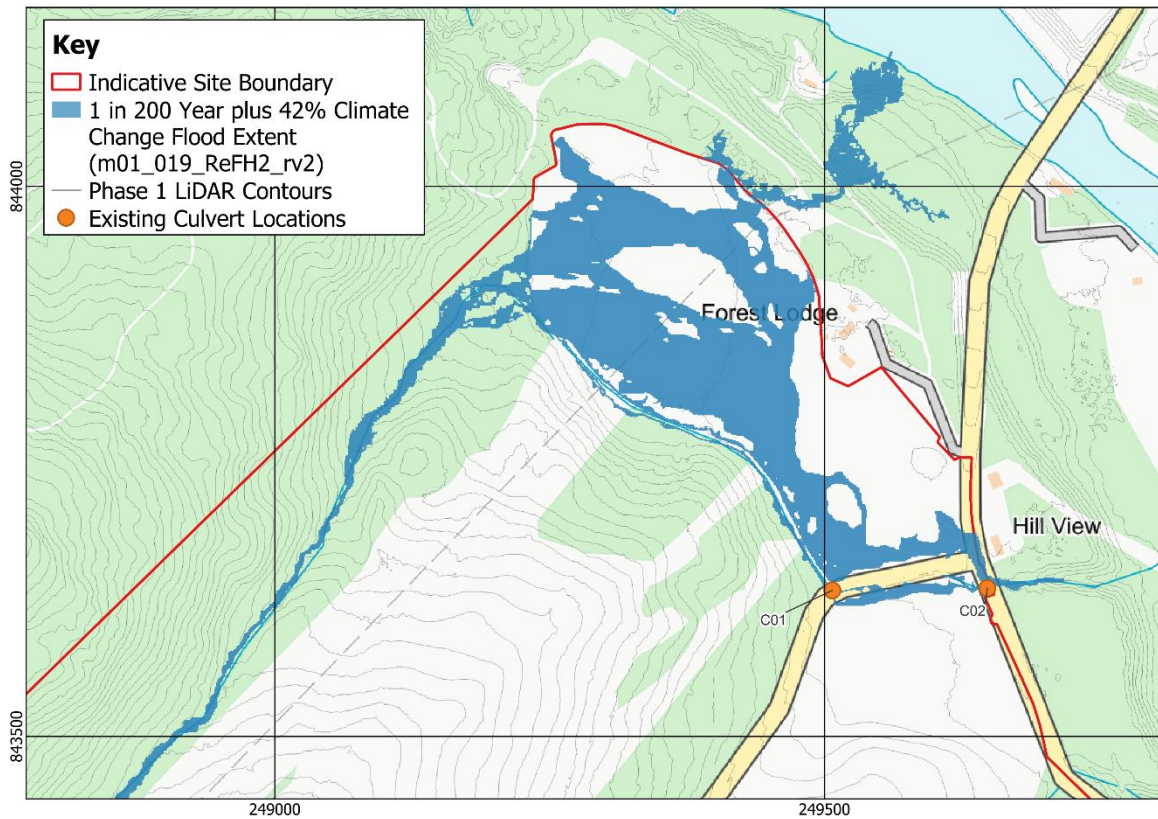 Key
Indicative Site Boundary
1 in 200 Year plus 42% Climate
Change Flood Extent
(m01_019_ReFH2_rv2)
Phase 1 LiDAR Contours
Existing Culvert Locations
844000
Forest Lodge
Hill View
C01
C02
843500
249000
249500